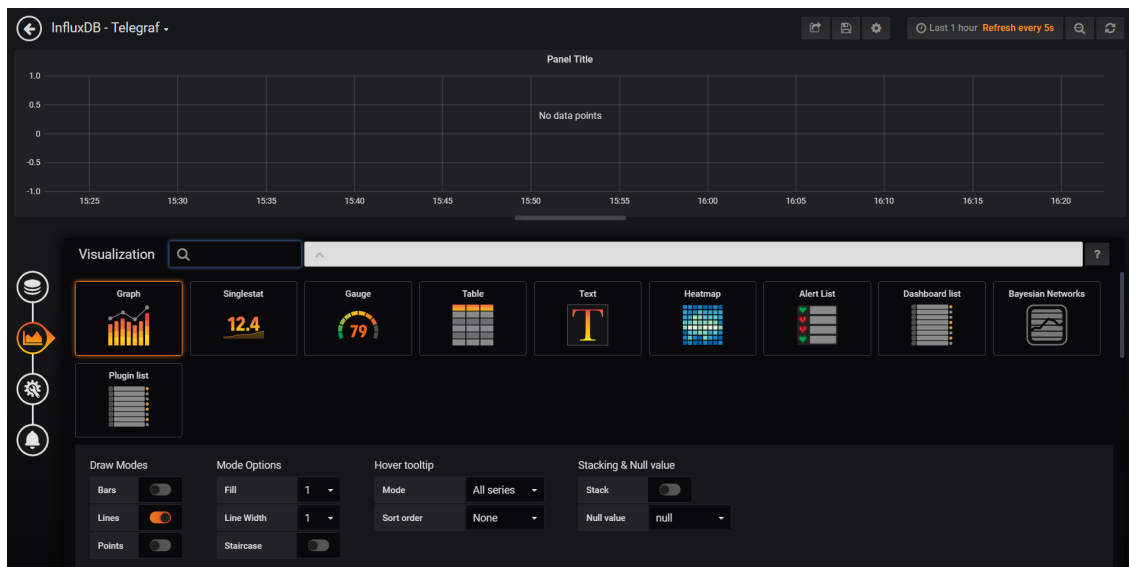 InfluxDB - Telegraf
Last 1 hour Refresh every 5s
Panel Title
1.0
0.5
0
-0.5
-1.0
No data points
15:25 15:30 15:35 15:40 15:45 15:50 15:55 16:00 16:05 16:10 16:15 16:20
Visualization
?
Graph Singlestat Gauge Table Text Heatmap Alert List Dashboard list Bayesian Networks
12.4 79 T
Plugin list
Draw Modes Mode Options Hover tooltip Stacking & Null value
Bars Fill 1 Mode All series Stack
Lines Line Width 1 Sort order None Null value null
Points Staircase